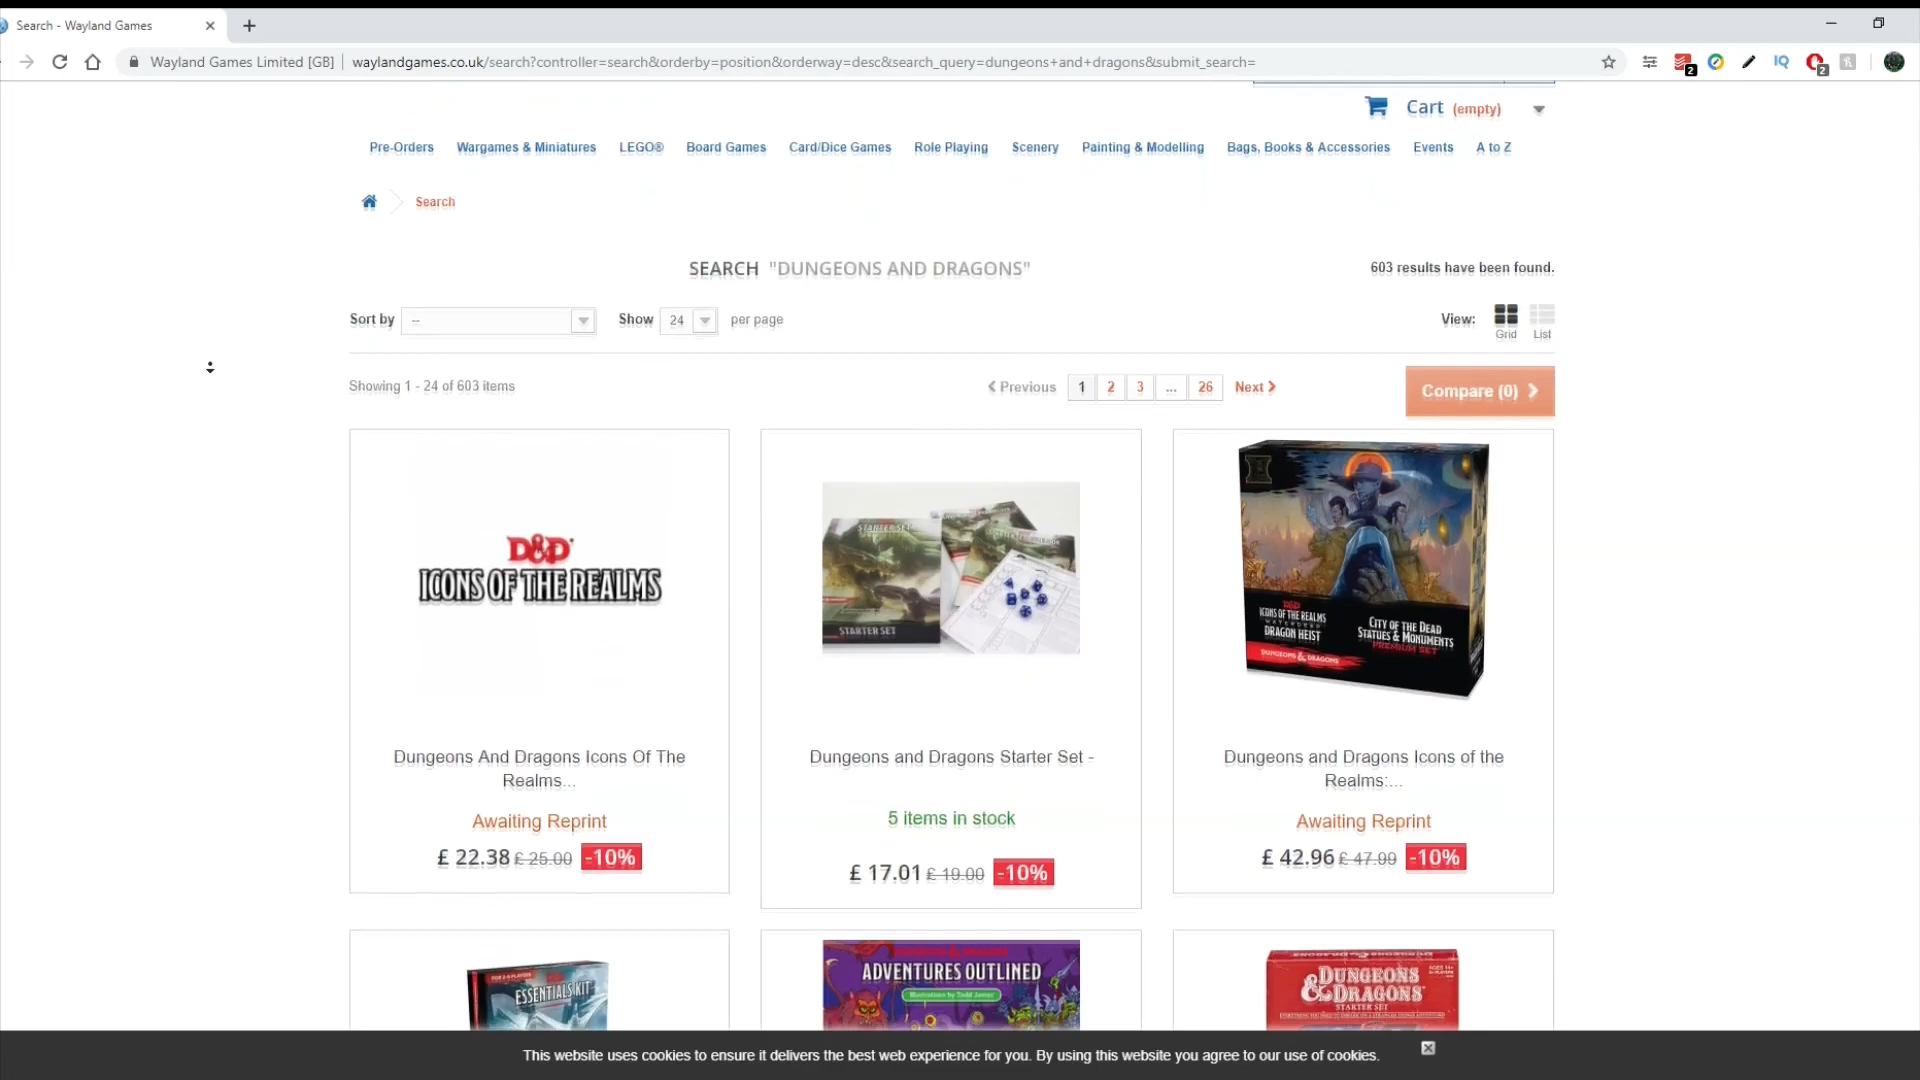 Search - Wayland Games
Wayland Games Limited [GB]
waylandgames.co.uk/search?controller=search&orderby=position&orderway=desc&search_query=dungeons+and+dragons&submit_search=
2
IQ
2
Cart (empty)
Pre-Orders Wargames & Miniatures LEGO® Board Games Card/Dice Games Role Playing Scenery Painting & Modelling Bags, Books & Accessories Events A to Z
Search
SEARCH "DUNGEONS AND DRAGONS"
603 results have been found.
Sort by --
Show 24 per page
View:
Grid
List
Showing 1 - 24 of 603 items
Previous 1 2 3 ... 26 Next
Compare (0)
D&D
ICONS OF THE REALMS
Dungeons And Dragons Icons Of The
Realms...
Awaiting Reprint
£ 22.38 £ 25.00 -10%
STARTER SET
STARTER SET
Dungeons and Dragons Starter Set -
5 items in stock
£ 17.01 £ 19.00 -10%
D&D
ICONS OF THE REALMS
WATERDEEP
DRAGON HEIST
DUNGEONS & DRAGONS
CITY OF THE DEAD
STATUES & MONUMENTS
PREMIUM SET
Dungeons and Dragons Icons of the
Realms:...
Awaiting Reprint
£ 42.96 £ 47.99 -10%
ESSENTIALS KIT
DUNGEONS & DRAGONS
ADVENTURES OUTLINED
Illustrations by Todd James
DUNGEONS
& DRAGONS
STARTER SET
This website uses cookies to ensure it delivers the best web experience for you. By using this website you agree to our use of cookies.